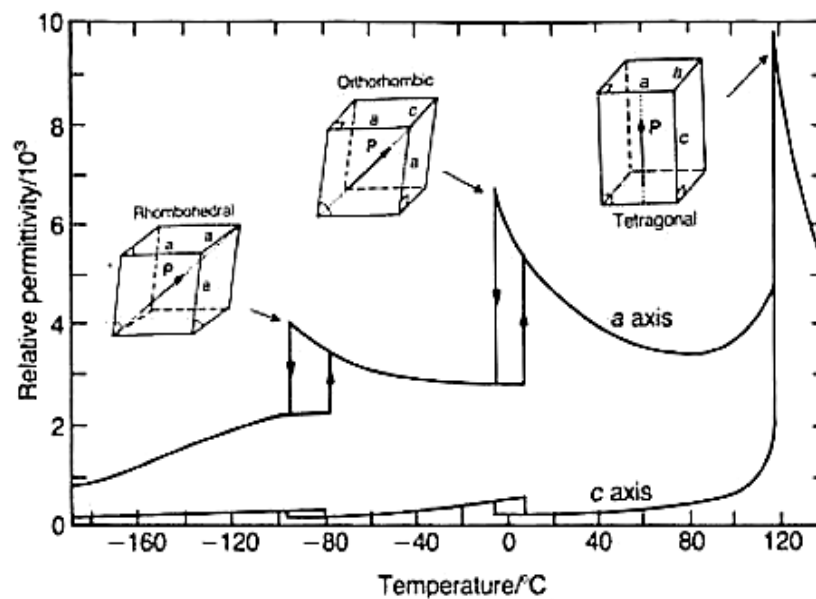 10
8
6
4
2
0
Relative permittivity/10³
Rhombohedral
a a
P
a
Orthorhombic
c
a
P
a
a
P
c
Tetragonal
a axis
c axis
−160 −120 −80 −40 0 40 80 120
Temperature/°C